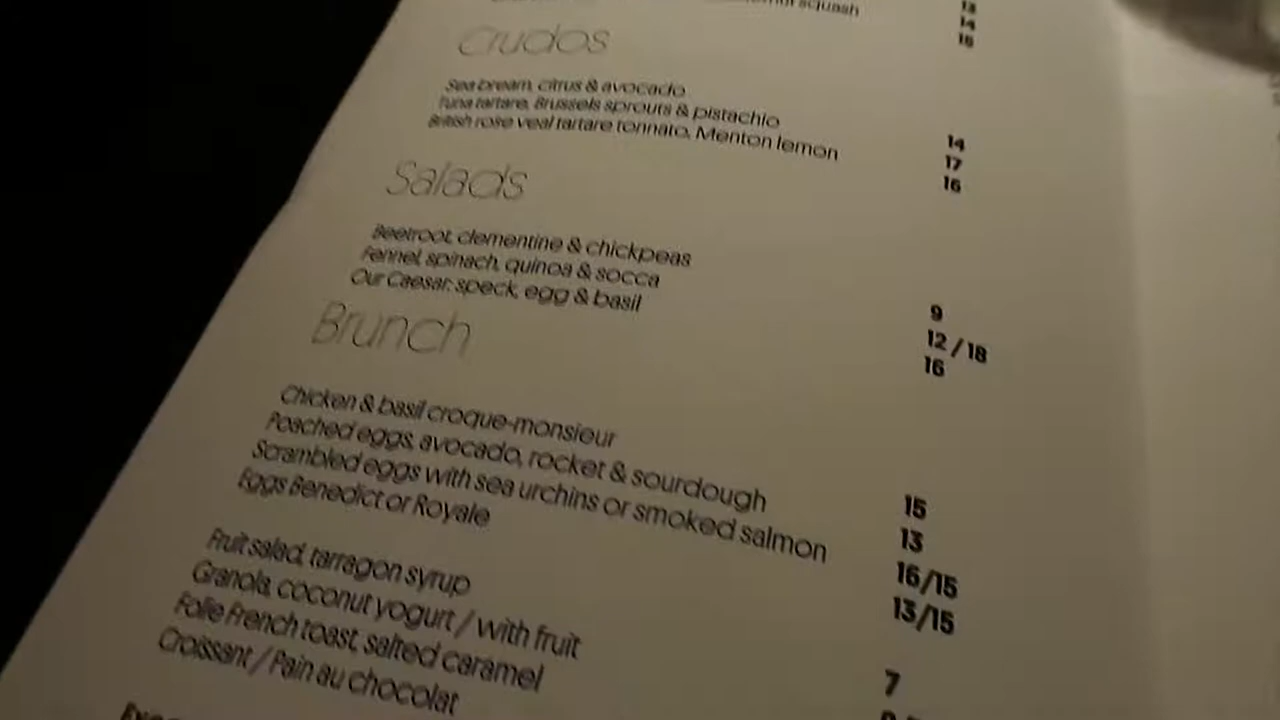 squash 13
14
16
Crudos
Sea bream, citrus & avocado 14
Tuna tartare, Brussels sprouts & pistachio 17
British rose veal tartare tonnato, Menton lemon 16
Salads
Beetroot, clementine & chickpeas 9
Fennel, spinach, quinoa & socca 12 / 18
Our Caesar: speck, egg & basil 16
Brunch
Chicken & basil croque-monsieur 15
Poached eggs, avocado, rocket & sourdough 13
Scrambled eggs with sea urchins or smoked salmon 16/15
Eggs Benedict or Royale 13/15
Fruit salad, tarragon syrup 7
Granola, coconut yogurt / with fruit
Folie French toast, salted caramel
Croissant / Pain au chocolat